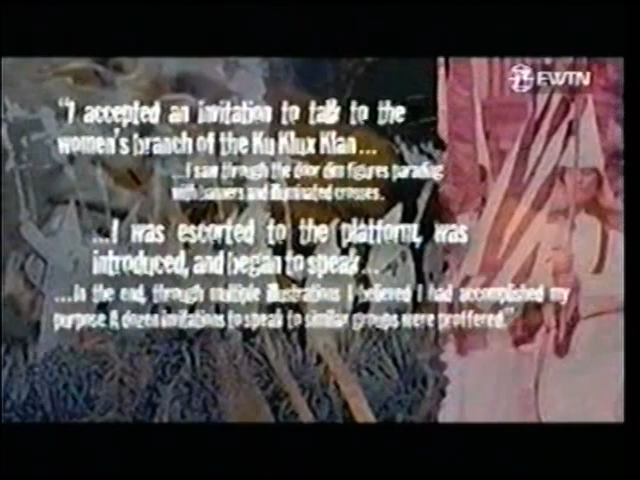 EWTN
"I accepted an invitation to talk to the
women's branch of the Ku Klux Klan...
...I saw through the door dim figures parading
with banners and illuminated crosses.
...I was escorted to the platform, was
introduced, and began to speak...
...In the end, through multiple illustrations I believed I had accomplished my
purpose. A dozen invitations to speak to similar groups were proffered."